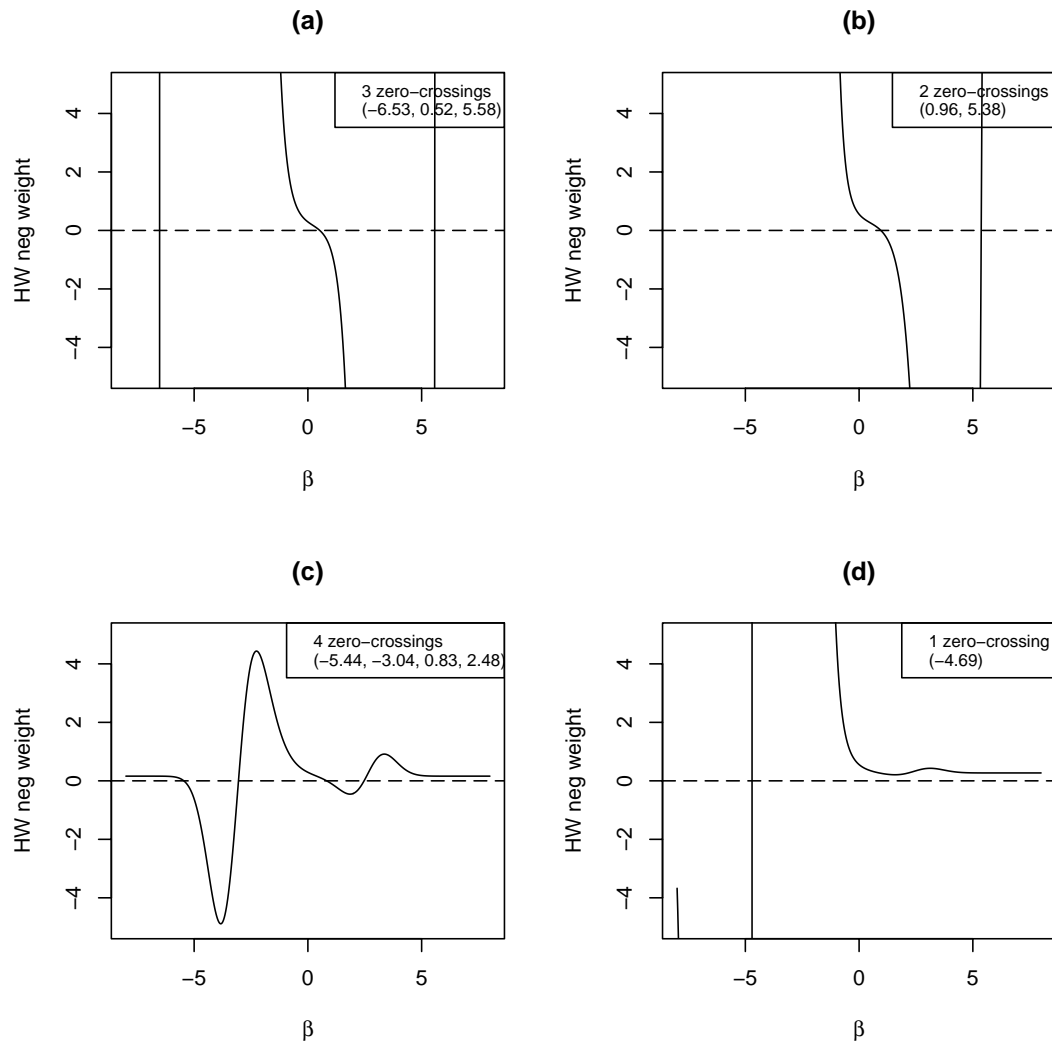 (a)
3 zero−crossings
(−6.53, 0.52, 5.58)
HW neg weight
4
2
0
−2
−4
−5
0
5
β
(b)
2 zero−crossings
(0.96, 5.38)
HW neg weight
4
2
0
−2
−4
−5
0
5
β
(c)
4 zero−crossings
(−5.44, −3.04, 0.83, 2.48)
HW neg weight
4
2
0
−2
−4
−5
0
5
β
(d)
1 zero−crossing
(−4.69)
HW neg weight
4
2
0
−2
−4
−5
0
5
β